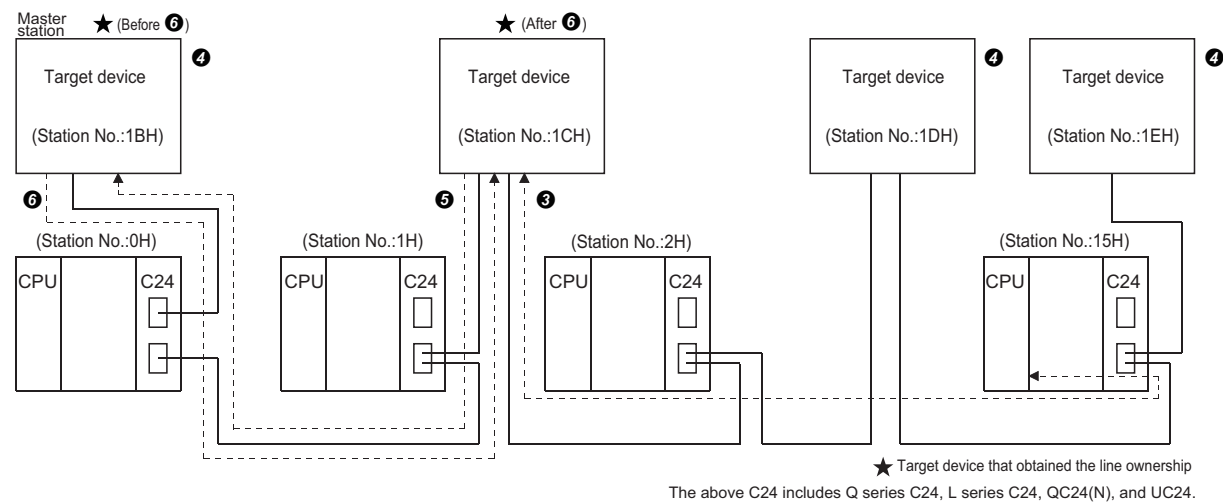 Master
station
★ (Before ❻)
★ (After ❻)
❹
❹
❹
Target device
(Station No.:1BH)
Target device
(Station No.:1CH)
Target device
(Station No.:1DH)
Target device
(Station No.:1EH)
❻
❺
❸
(Station No.:0H)
(Station No.:1H)
(Station No.:2H)
(Station No.:15H)
CPU
C24
CPU
C24
CPU
C24
CPU
C24
★ Target device that obtained the line ownership
The above C24 includes Q series C24, L series C24, QC24(N), and UC24.